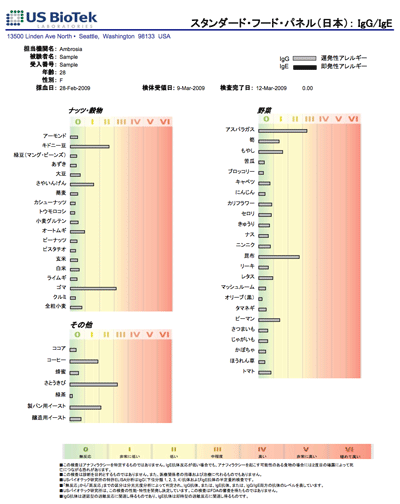 US BioTek
LABORATORIES
スタンダード・フード・パネル(日本): IgG/IgE
13500 Linden Ave North • Seattle, Washington 98133 USA
担当機関名: Ambrosia
被験者名: Sample
受入番号: Sample
年齢: 28
性別: F
採血日: 28-Feb-2009 検体受領日: 9-Mar-2009 検査完了日: 12-Mar-2009 0.00
IgG 遅発性アレルギー
IgE 即発性アレルギー
ナッツ・穀物
0 I II III IV V VI
アーモンド
キドニー豆
緑豆(マング・ビーンズ)
あずき
大豆
さやいんげん
蕎麦
カシューナッツ
トウモロコシ
小麦グルテン
オートムギ
ピーナッツ
ピスタチオ
玄米
白米
ライムギ
ゴマ
クルミ
全粒小麦
その他
0 I II III IV V VI
ココア
コーヒー
蜂蜜
さとうきび
緑茶
製パン用イースト
醸造用イースト
野菜
0 I II III IV V VI
アスパラガス
筍
もやし
苦瓜
ブロッコリー
キャベツ
にんじん
カリフラワー
セロリ
きゅうり
ナス
ニンニク
昆布
リーキ
レタス
マッシュルーム
オリーブ(黒)
タマネギ
ピーマン
さつまいも
じゃがいも
かぼちゃ
ほうれん草
トマト
0 I II III IV V VI
無反応 非常に低い 低い 中程度 高い 非常に高い 極めて高い